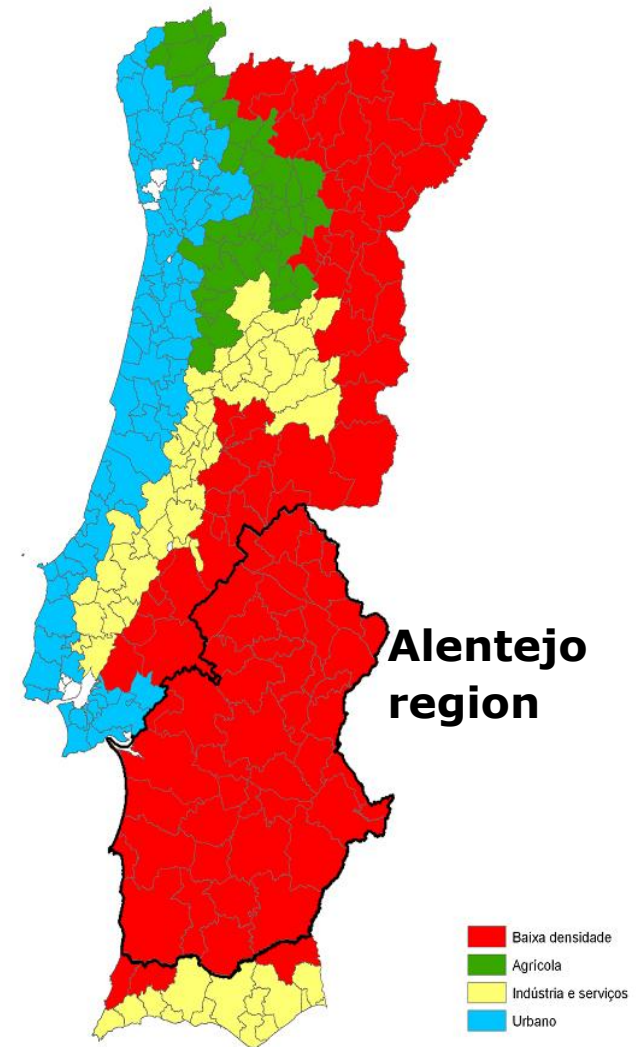 Alentejo
region
Baixa densidade
Agrícola
Indústria e serviços
Urbano